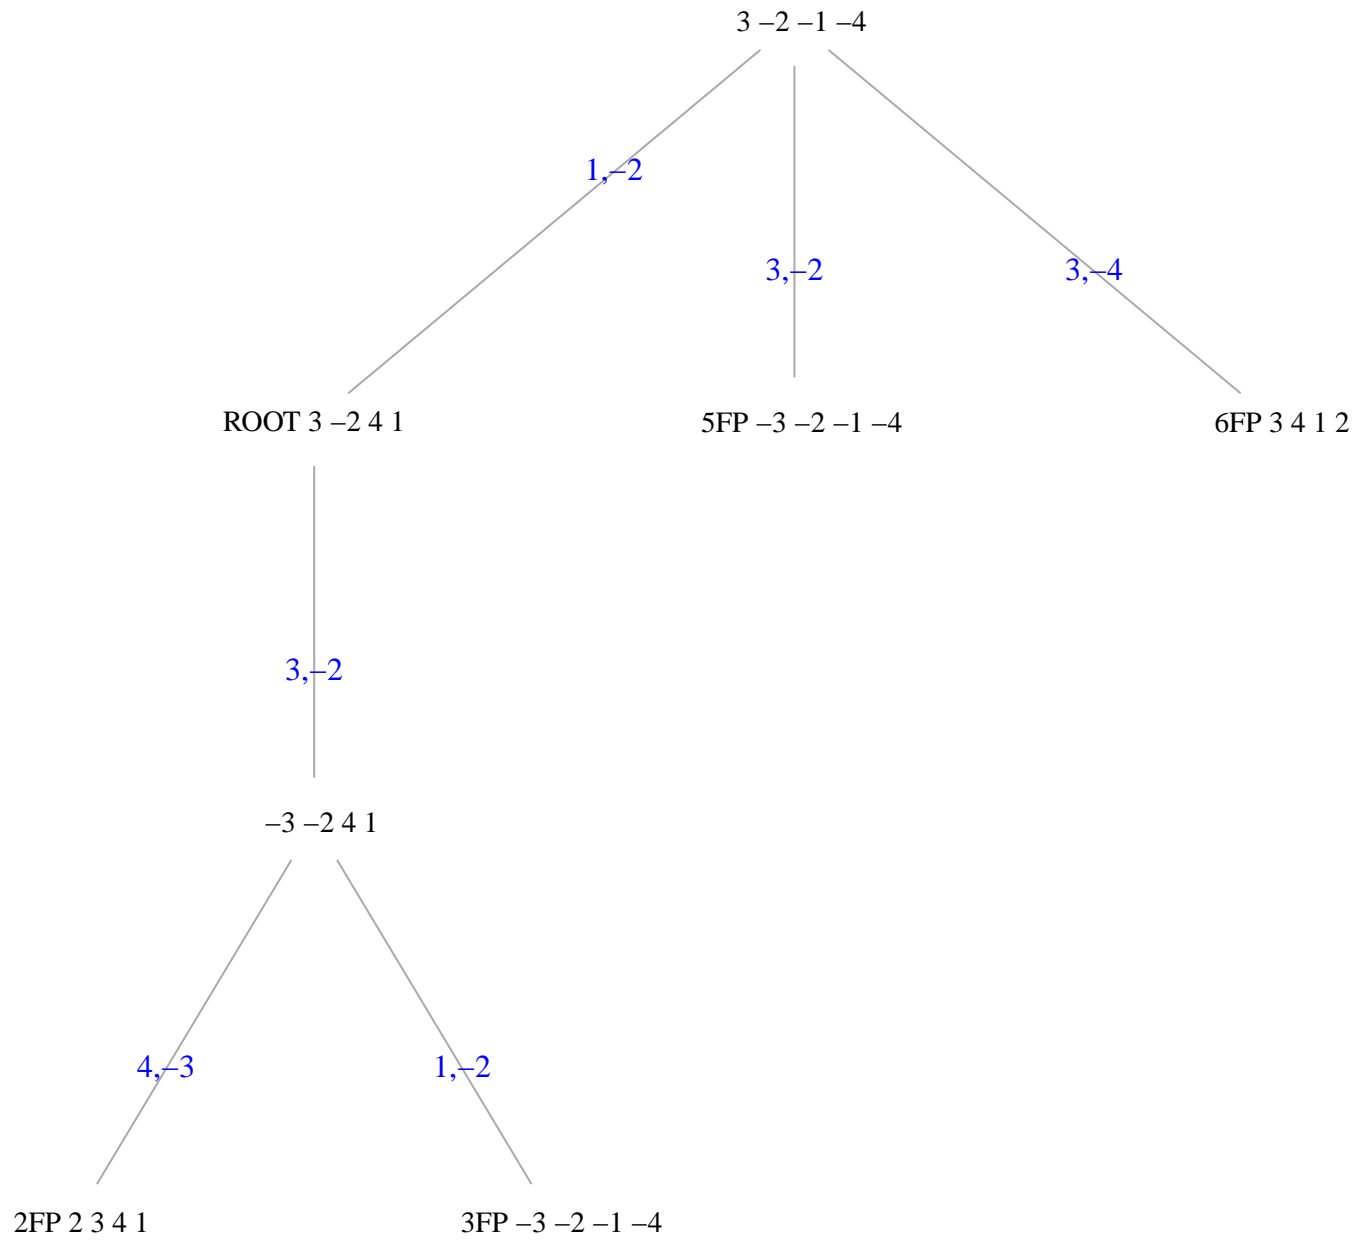 3 –2 –1 –4
1,–2
3,–2
3,–4
ROOT 3 –2 4 1
5FP –3 –2 –1 –4
6FP 3 4 1 2
3,–2
–3 –2 4 1
4,–3
1,–2
2FP 2 3 4 1
3FP –3 –2 –1 –4